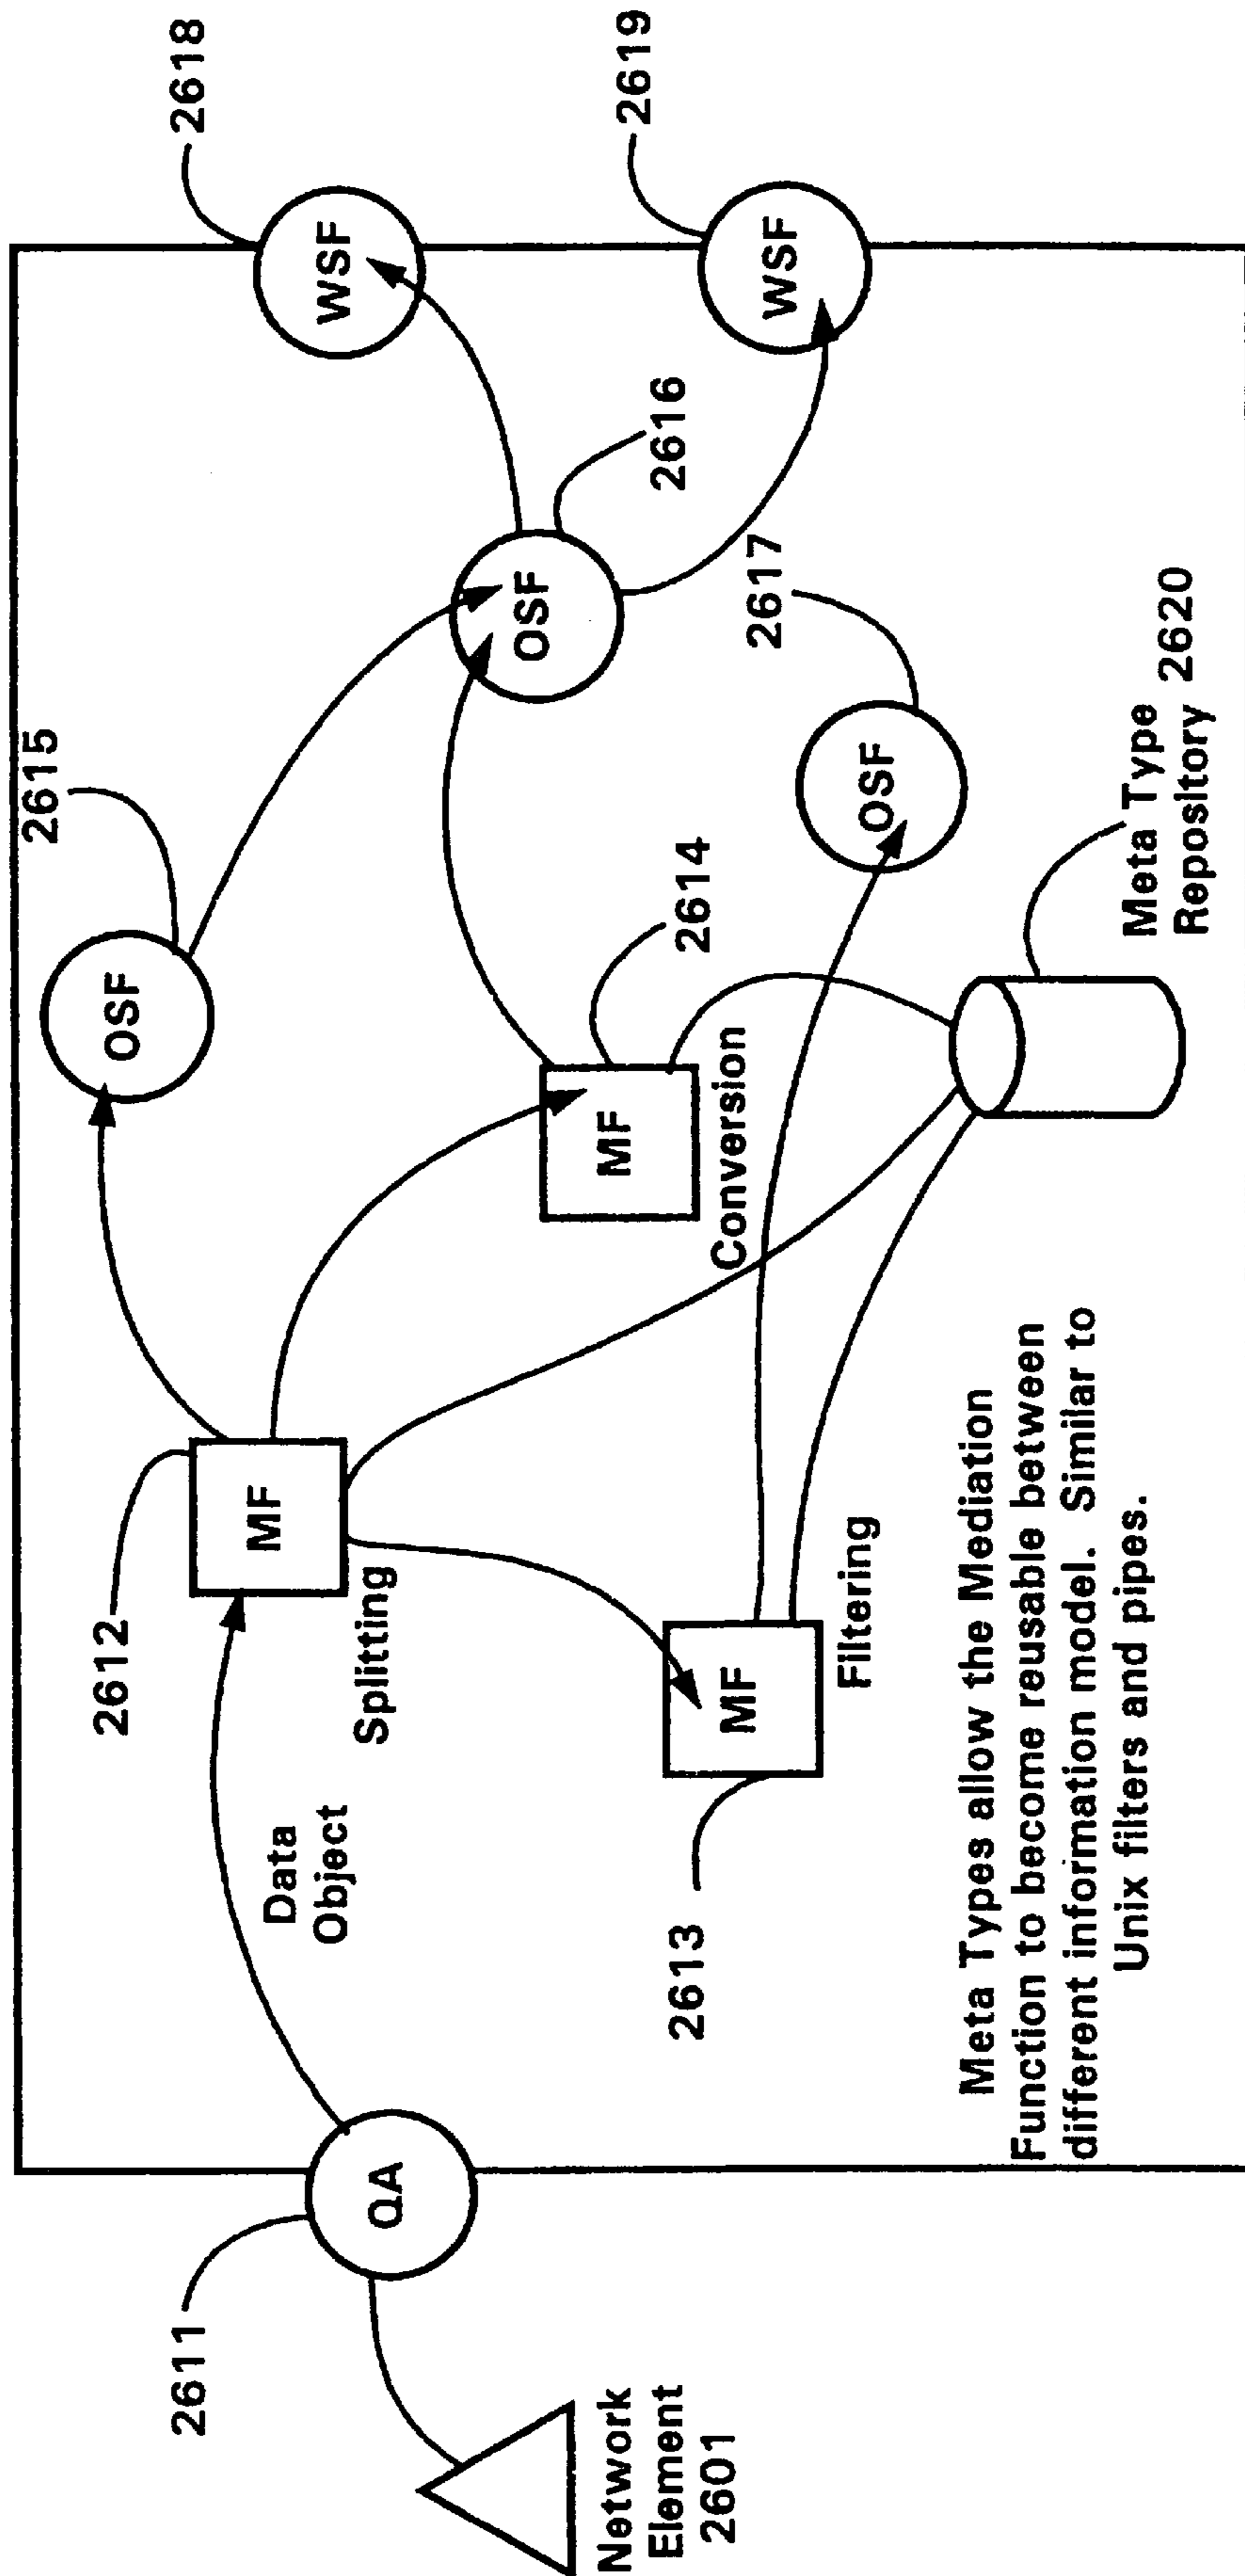 2618
2619
WSF
WSF
2616
OSF
2617
2615
OSF
OSF
2614
MF
Conversion
Meta Type
Repository 2620
2612
MF
Splitting
MF
Filtering
2613
Data
Object
2611
QA
Network
Element
2601
Meta Types allow the Mediation
Function to become reusable between
different information model. Similar to
Unix filters and pipes.